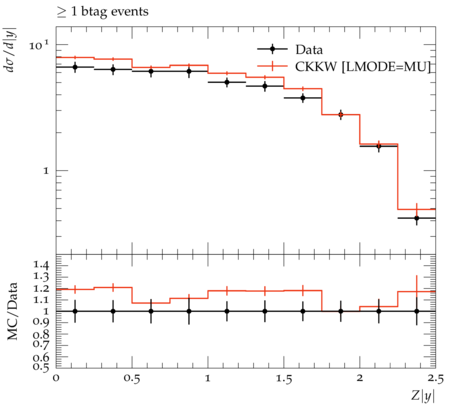 ≥ 1 btag events
dσ/d|y|
10¹
1
Data
CKKW [LMODE=MU]
MC/Data
1.4
1.3
1.2
1.1
1
0.9
0.8
0.7
0.6
0.5
0 0.5 1 1.5 2 2.5
Z|y|